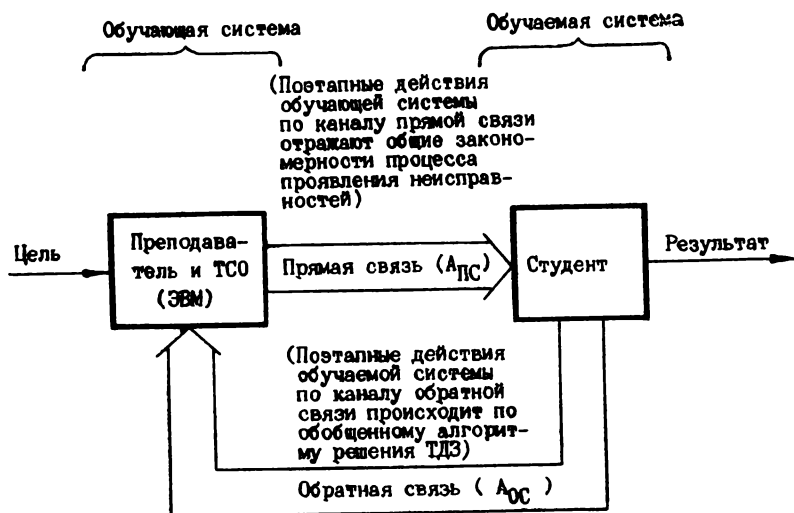 Обучающая система
Обучаемая система
(Поэтапные действия
обучающей системы
по каналу прямой связи
отражают общие законо-
мерности процесса
проявления неисправ-
ностей)
Цель
Преподава-
тель и ТСО
(ЭВМ)
Прямая связь (АПС)
Студент
Результат
(Поэтапные действия
обучаемой системы
по каналу обратной
связи происходит по
обобщенному алгорит-
му решения ТДЗ)
Обратная связь ( АОС )